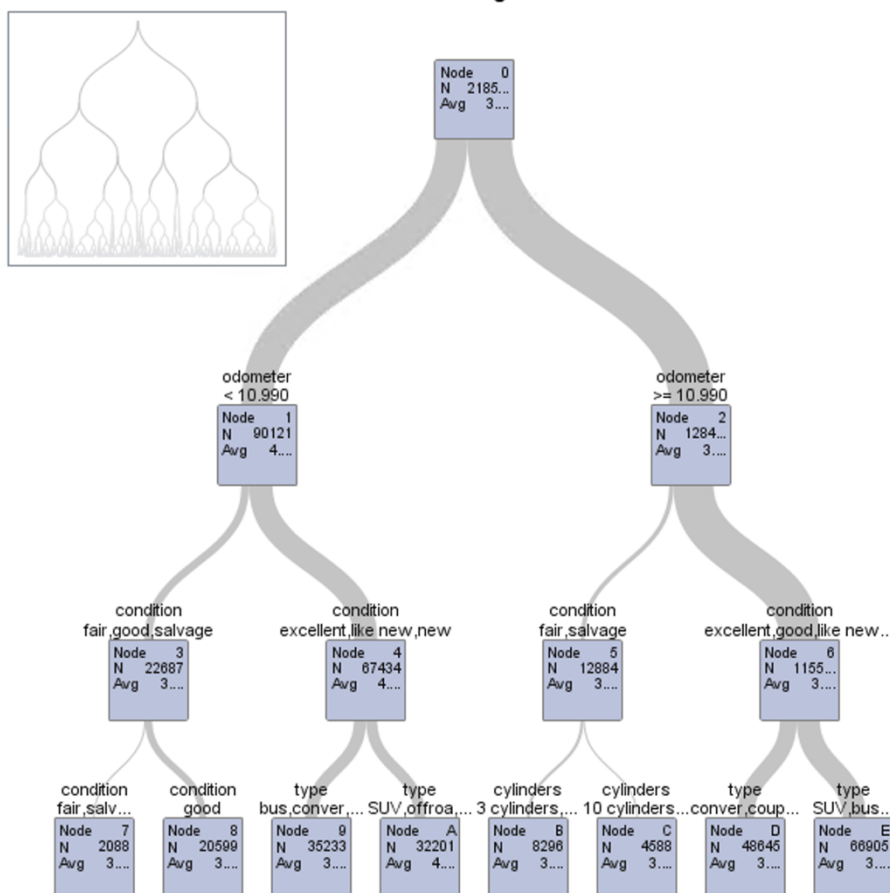 Node 0
N 2185...
Avg 3....
odometer
< 10.990
odometer
>= 10.990
Node 1
N 90121
Avg 4....
Node 2
N 1284...
Avg 3....
condition
fair,good,salvage
condition
excellent,like new,new
condition
fair,salvage
condition
excellent,good,like new...
Node 3
N 22687
Avg 3....
Node 4
N 67434
Avg 4....
Node 5
N 12884
Avg 3....
Node 6
N 1155...
Avg 3....
condition
fair,salv...
condition
good
type
bus,conver,...
type
SUV,offroa...
cylinders
3 cylinders,...
cylinders
10 cylinders...
type
conver,coup...
type
SUV,bus...
Node 7
N 2088
Avg 3....
Node 8
N 20599
Avg 3....
Node 9
N 35233
Avg 3....
Node A
N 32201
Avg 4....
Node B
N 8296
Avg 3....
Node C
N 4588
Avg 3....
Node D
N 48645
Avg 3....
Node E
N 66905
Avg 3....